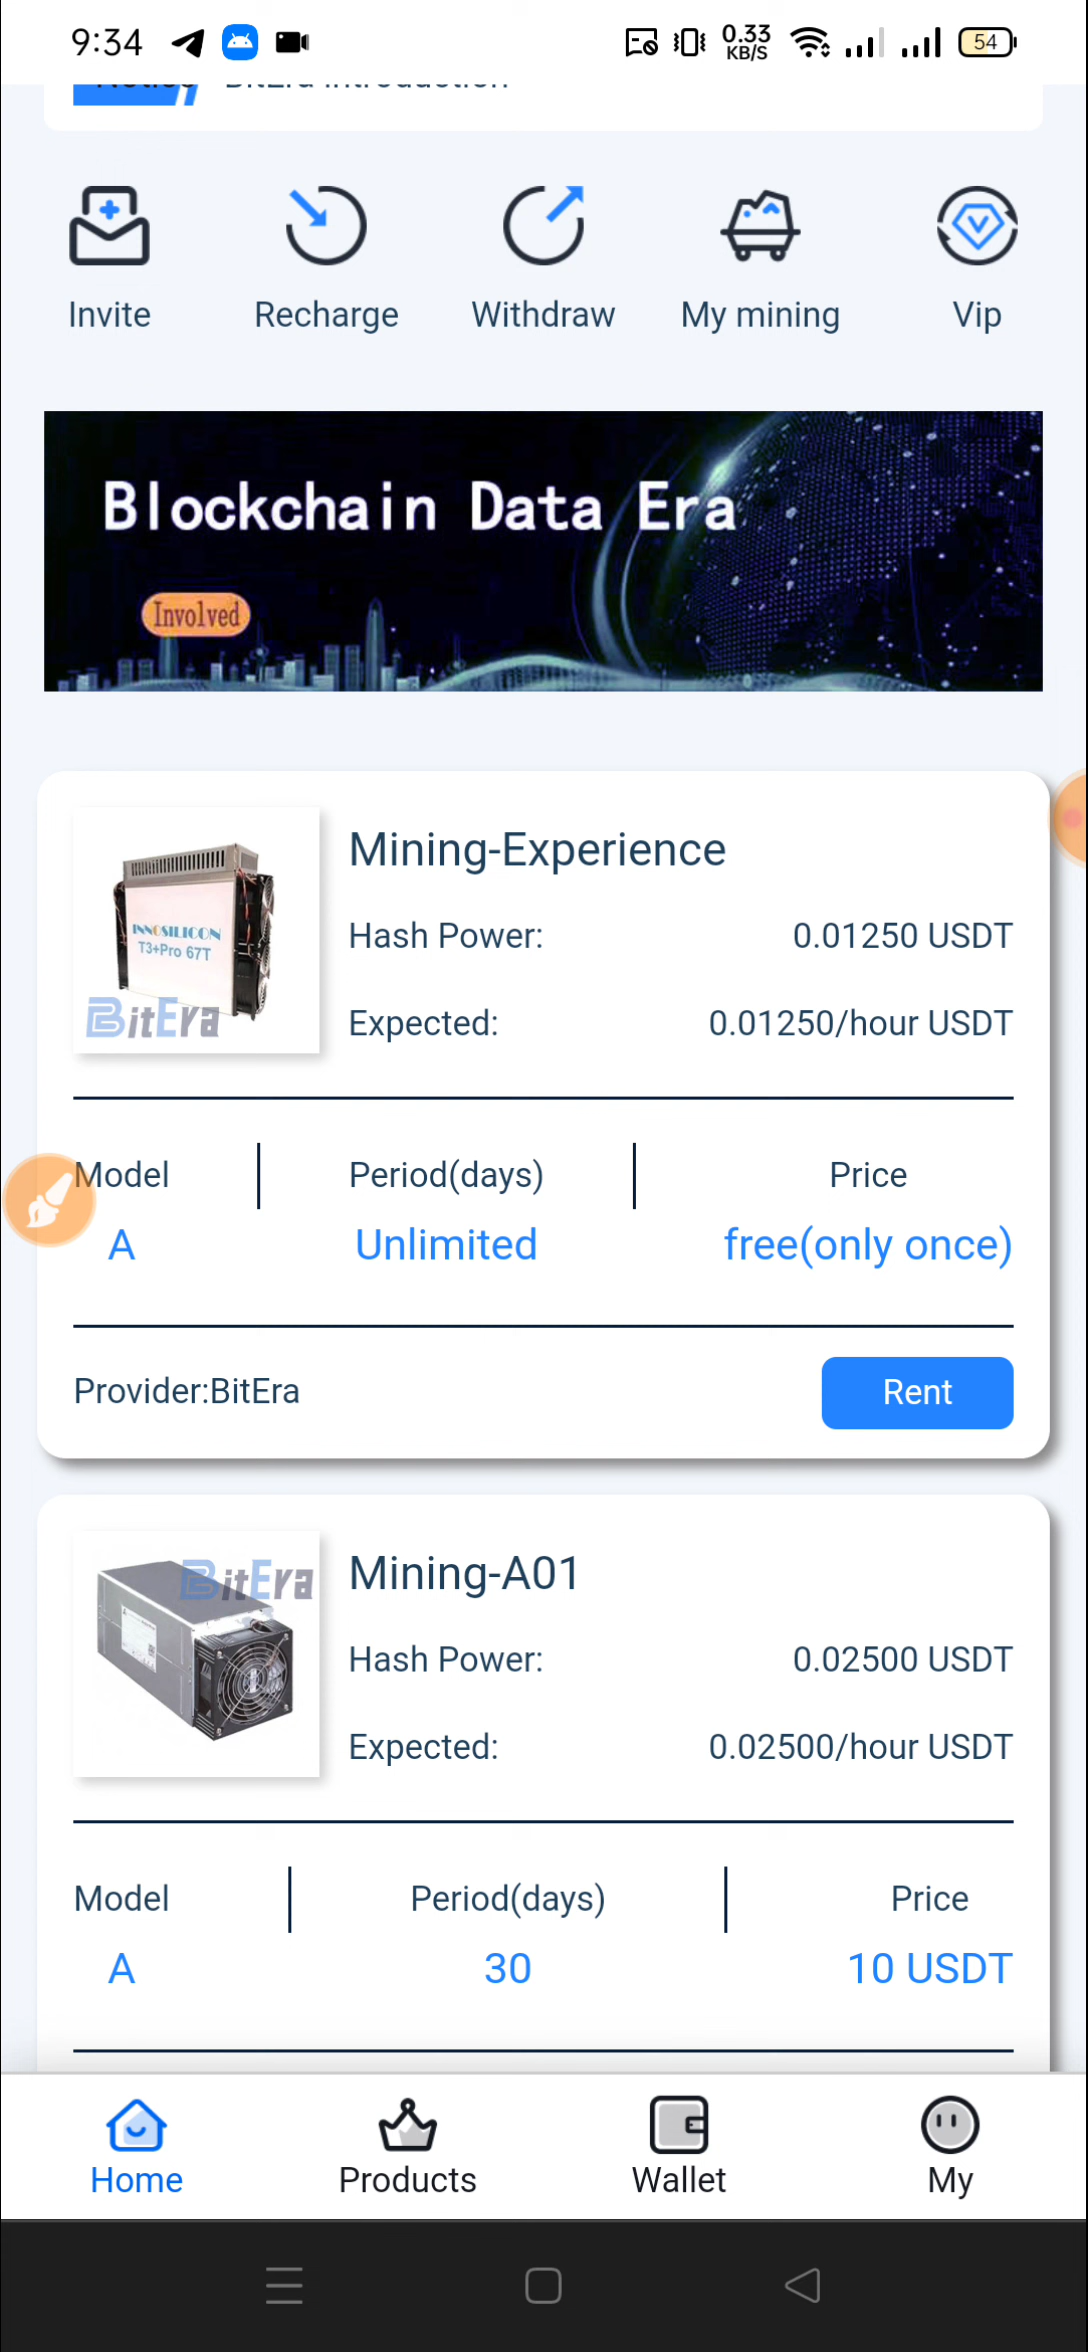 9:34 0.33 KB/S 54
Notice BitEra Introduction
Invite Recharge Withdraw My mining Vip
Blockchain Data Era
Involved
Mining-Experience
INNOSILICON
T3+Pro 67T
BitEra
Hash Power: 0.01250 USDT
Expected: 0.01250/hour USDT
Model Period(days) Price
A Unlimited free(only once)
Provider:BitEra Rent
BitEra
Mining-A01
Hash Power: 0.02500 USDT
Expected: 0.02500/hour USDT
Model Period(days) Price
A 30 10 USDT
Home Products Wallet My